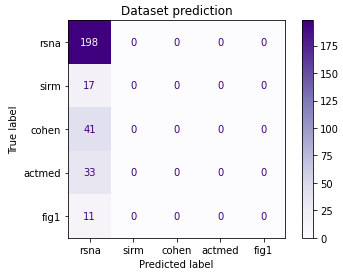 Dataset prediction
True label
rsna 198 0 0 0 0
sirm 17 0 0 0 0
cohen 41 0 0 0 0
actmed 33 0 0 0 0
fig1 11 0 0 0 0
rsna sirm cohen actmed fig1
Predicted label
175
150
125
100
75
50
25
0